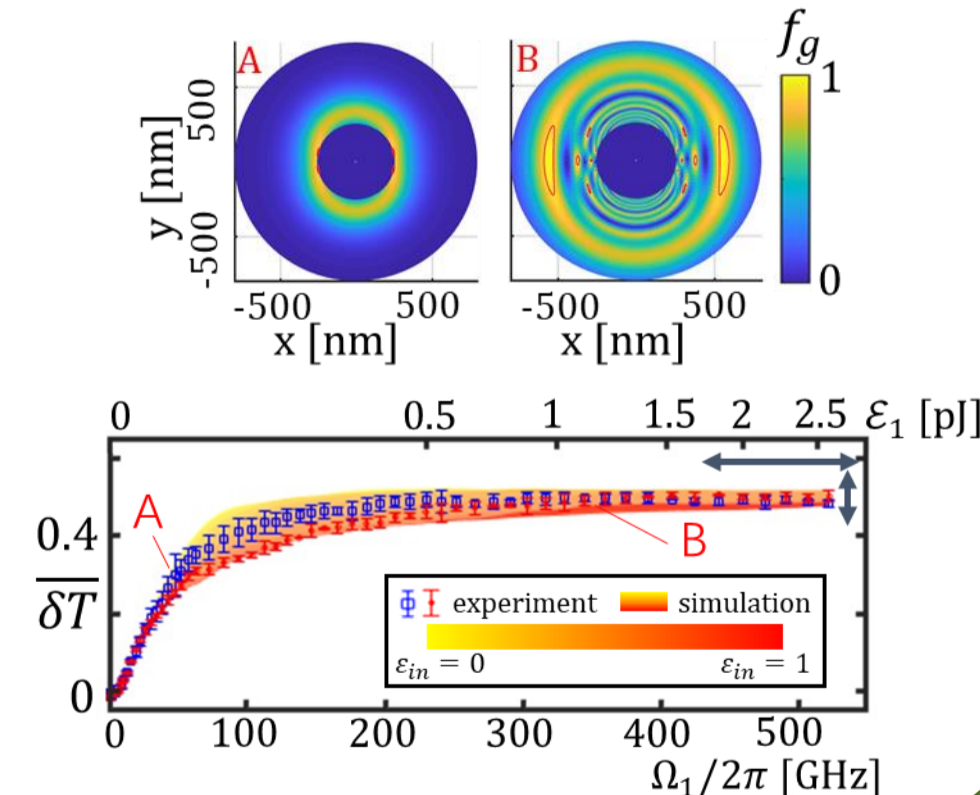 f_g
A
B
1
0
y [nm]
500
-500
-500 500
-500 500
x [nm]
x [nm]
0 0.5 1 1.5 2 2.5 ℰ₁ [pJ]
A
B
0.4
δT
0
experiment
simulation
ε_in = 0
ε_in = 1
0 100 200 300 400 500
Ω₁/2π [GHz]